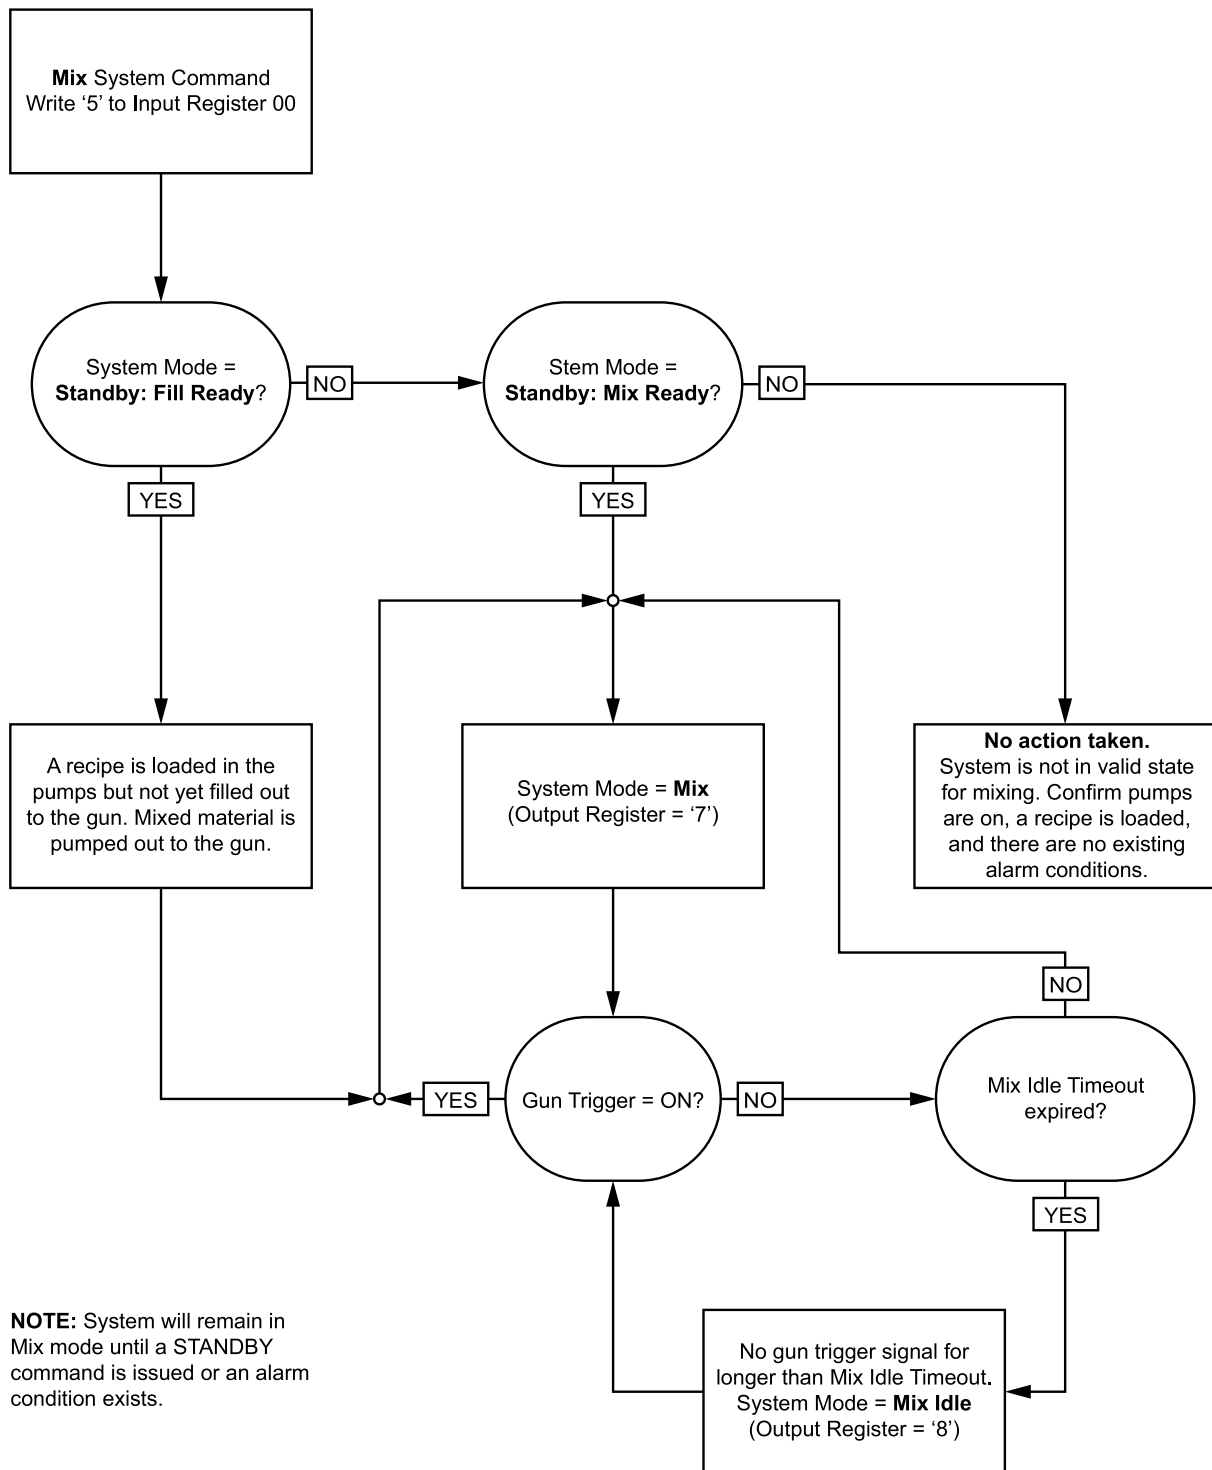 Mix System Command
Write ‘5’ to Input Register 00
System Mode =
Standby: Fill Ready?
NO
Stem Mode =
Standby: Mix Ready?
NO
YES
YES
A recipe is loaded in the
pumps but not yet filled out
to the gun. Mixed material is
pumped out to the gun.
System Mode = Mix
(Output Register = ‘7’)
No action taken.
System is not in valid state
for mixing. Confirm pumps
are on, a recipe is loaded,
and there are no existing
alarm conditions.
NO
YES
Gun Trigger = ON?
NO
Mix Idle Timeout
expired?
YES
NOTE: System will remain in
Mix mode until a STANDBY
command is issued or an alarm
condition exists.
No gun trigger signal for
longer than Mix Idle Timeout.
System Mode = Mix Idle
(Output Register = ‘8’)